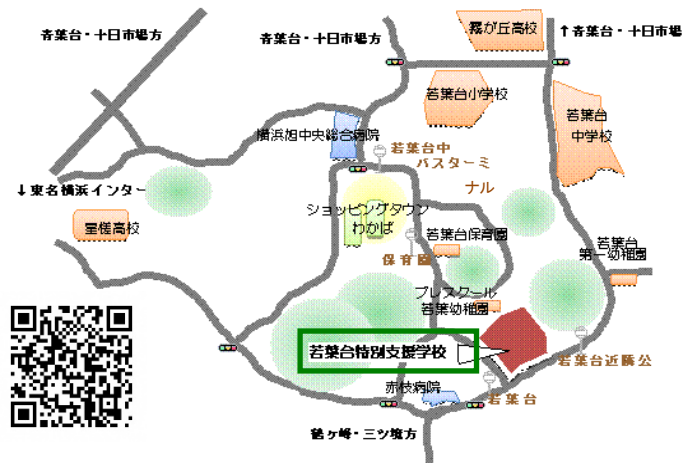 青葉台・十日市場方
青葉台・十日市場方
霧が丘高校
↑青葉台・十日市場
若葉台小学校
若葉台
中学校
横浜旭中央総合病院
若葉台中
バスターミ
ナル
↓東名横浜インター
ショッピングタウン
わかば
若葉台保育園
若葉台
第一幼稚園
保育園
プレスクール
若葉幼稚園
若葉台特別支援学校
若葉台近隣公
赤枝病院
若葉台
鶴ヶ峰・三ツ境方